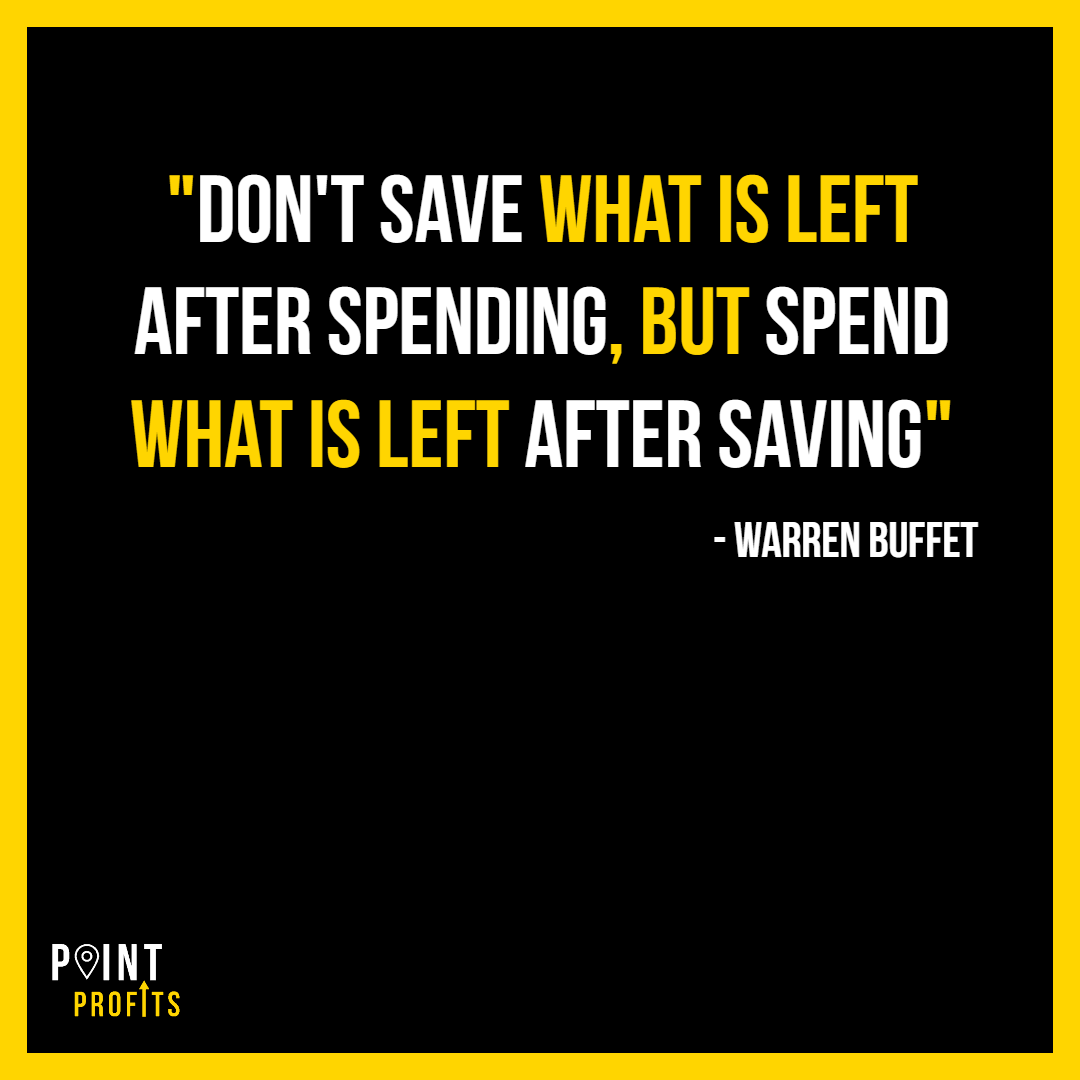 "DON'T SAVE WHAT IS LEFT
AFTER SPENDING, BUT SPEND
WHAT IS LEFT AFTER SAVING"
- WARREN BUFFET
POINT
PROFITS